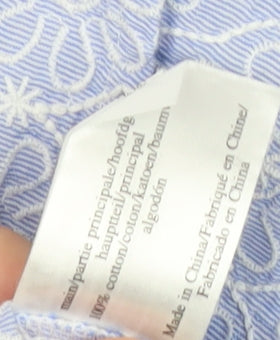 main/partie principale/hoofdg
hauptteil/principal
100% cotton/coton/katoen/baum
algodón
Made in China/Fabriqué en Chine/
Fabricado en China